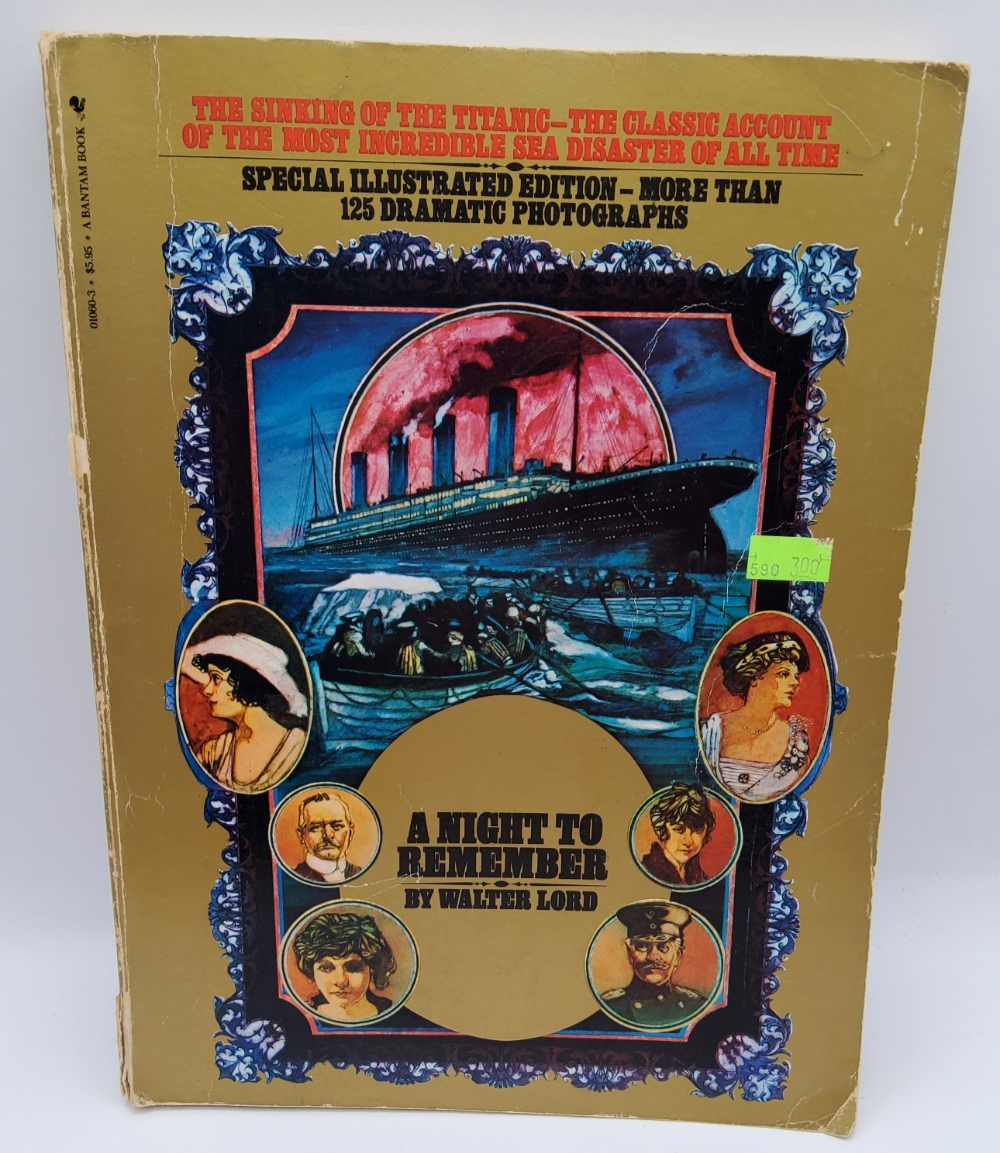 THE SINKING OF THE TITANIC—THE CLASSIC ACCOUNT
OF THE MOST INCREDIBLE SEA DISASTER OF ALL TIME
SPECIAL ILLUSTRATED EDITION – MORE THAN
125 DRAMATIC PHOTOGRAPHS
01060-3 * $5.95 * A BANTAM BOOK
590 3.00
A NIGHT TO
REMEMBER
BY WALTER LORD